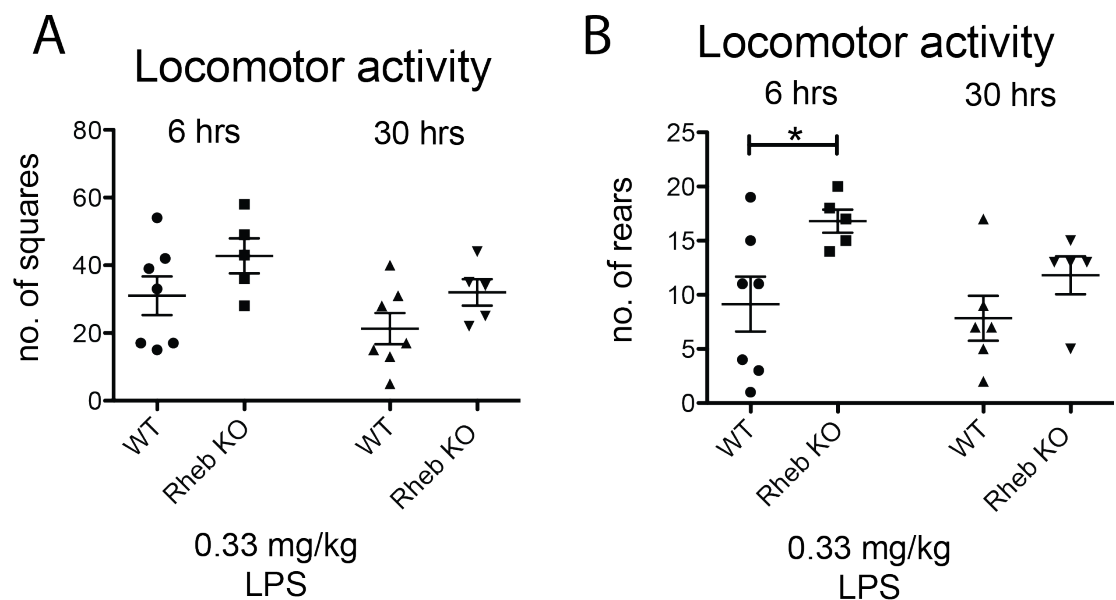 A
Locomotor activity
6 hrs 30 hrs
no. of squares
80
60
40
20
0
WT
Rheb KO
WT
Rheb KO
0.33 mg/kg
LPS
B
Locomotor activity
6 hrs 30 hrs
no. of rears
25
20
15
10
5
0
*
WT
Rheb KO
WT
Rheb KO
0.33 mg/kg
LPS